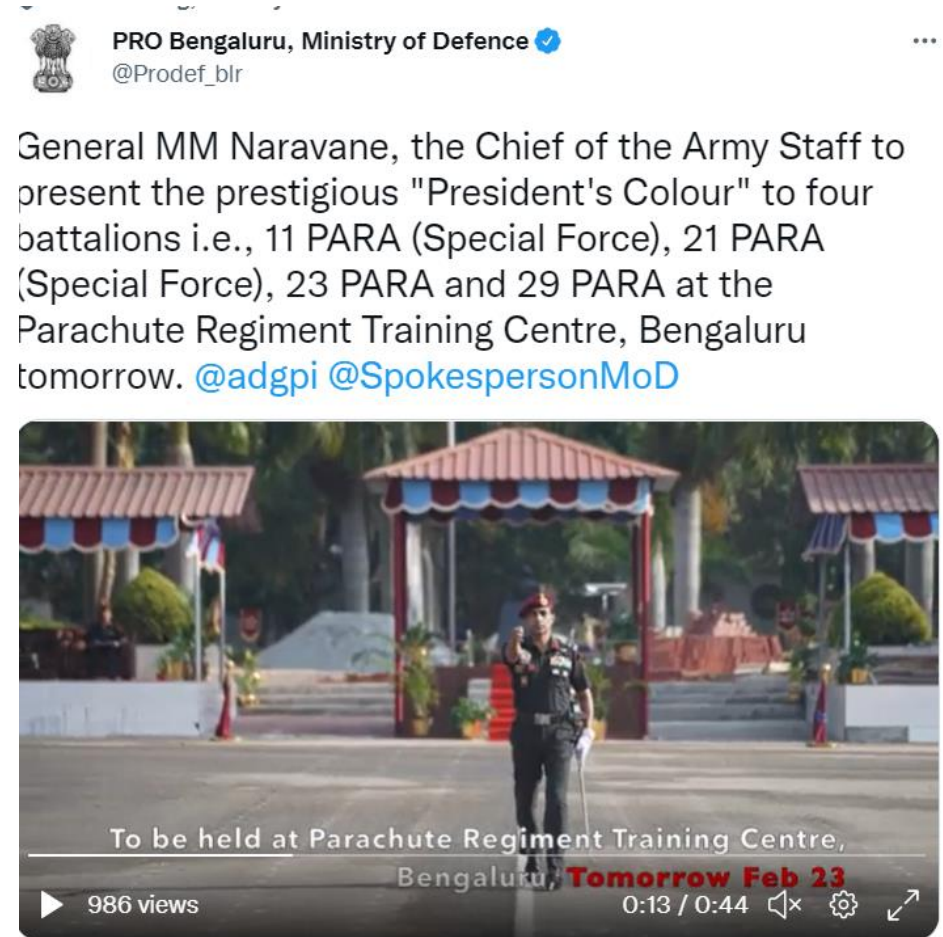 PRO Bengaluru, Ministry of Defence
@Prodef_blr
General MM Naravane, the Chief of the Army Staff to
present the prestigious "President's Colour" to four
battalions i.e., 11 PARA (Special Force), 21 PARA
(Special Force), 23 PARA and 29 PARA at the
Parachute Regiment Training Centre, Bengaluru
tomorrow. @adgpi @SpokespersonMoD
To be held at Parachute Regiment Training Centre,
Bengaluru Tomorrow Feb 23
986 views
0:13 / 0:44